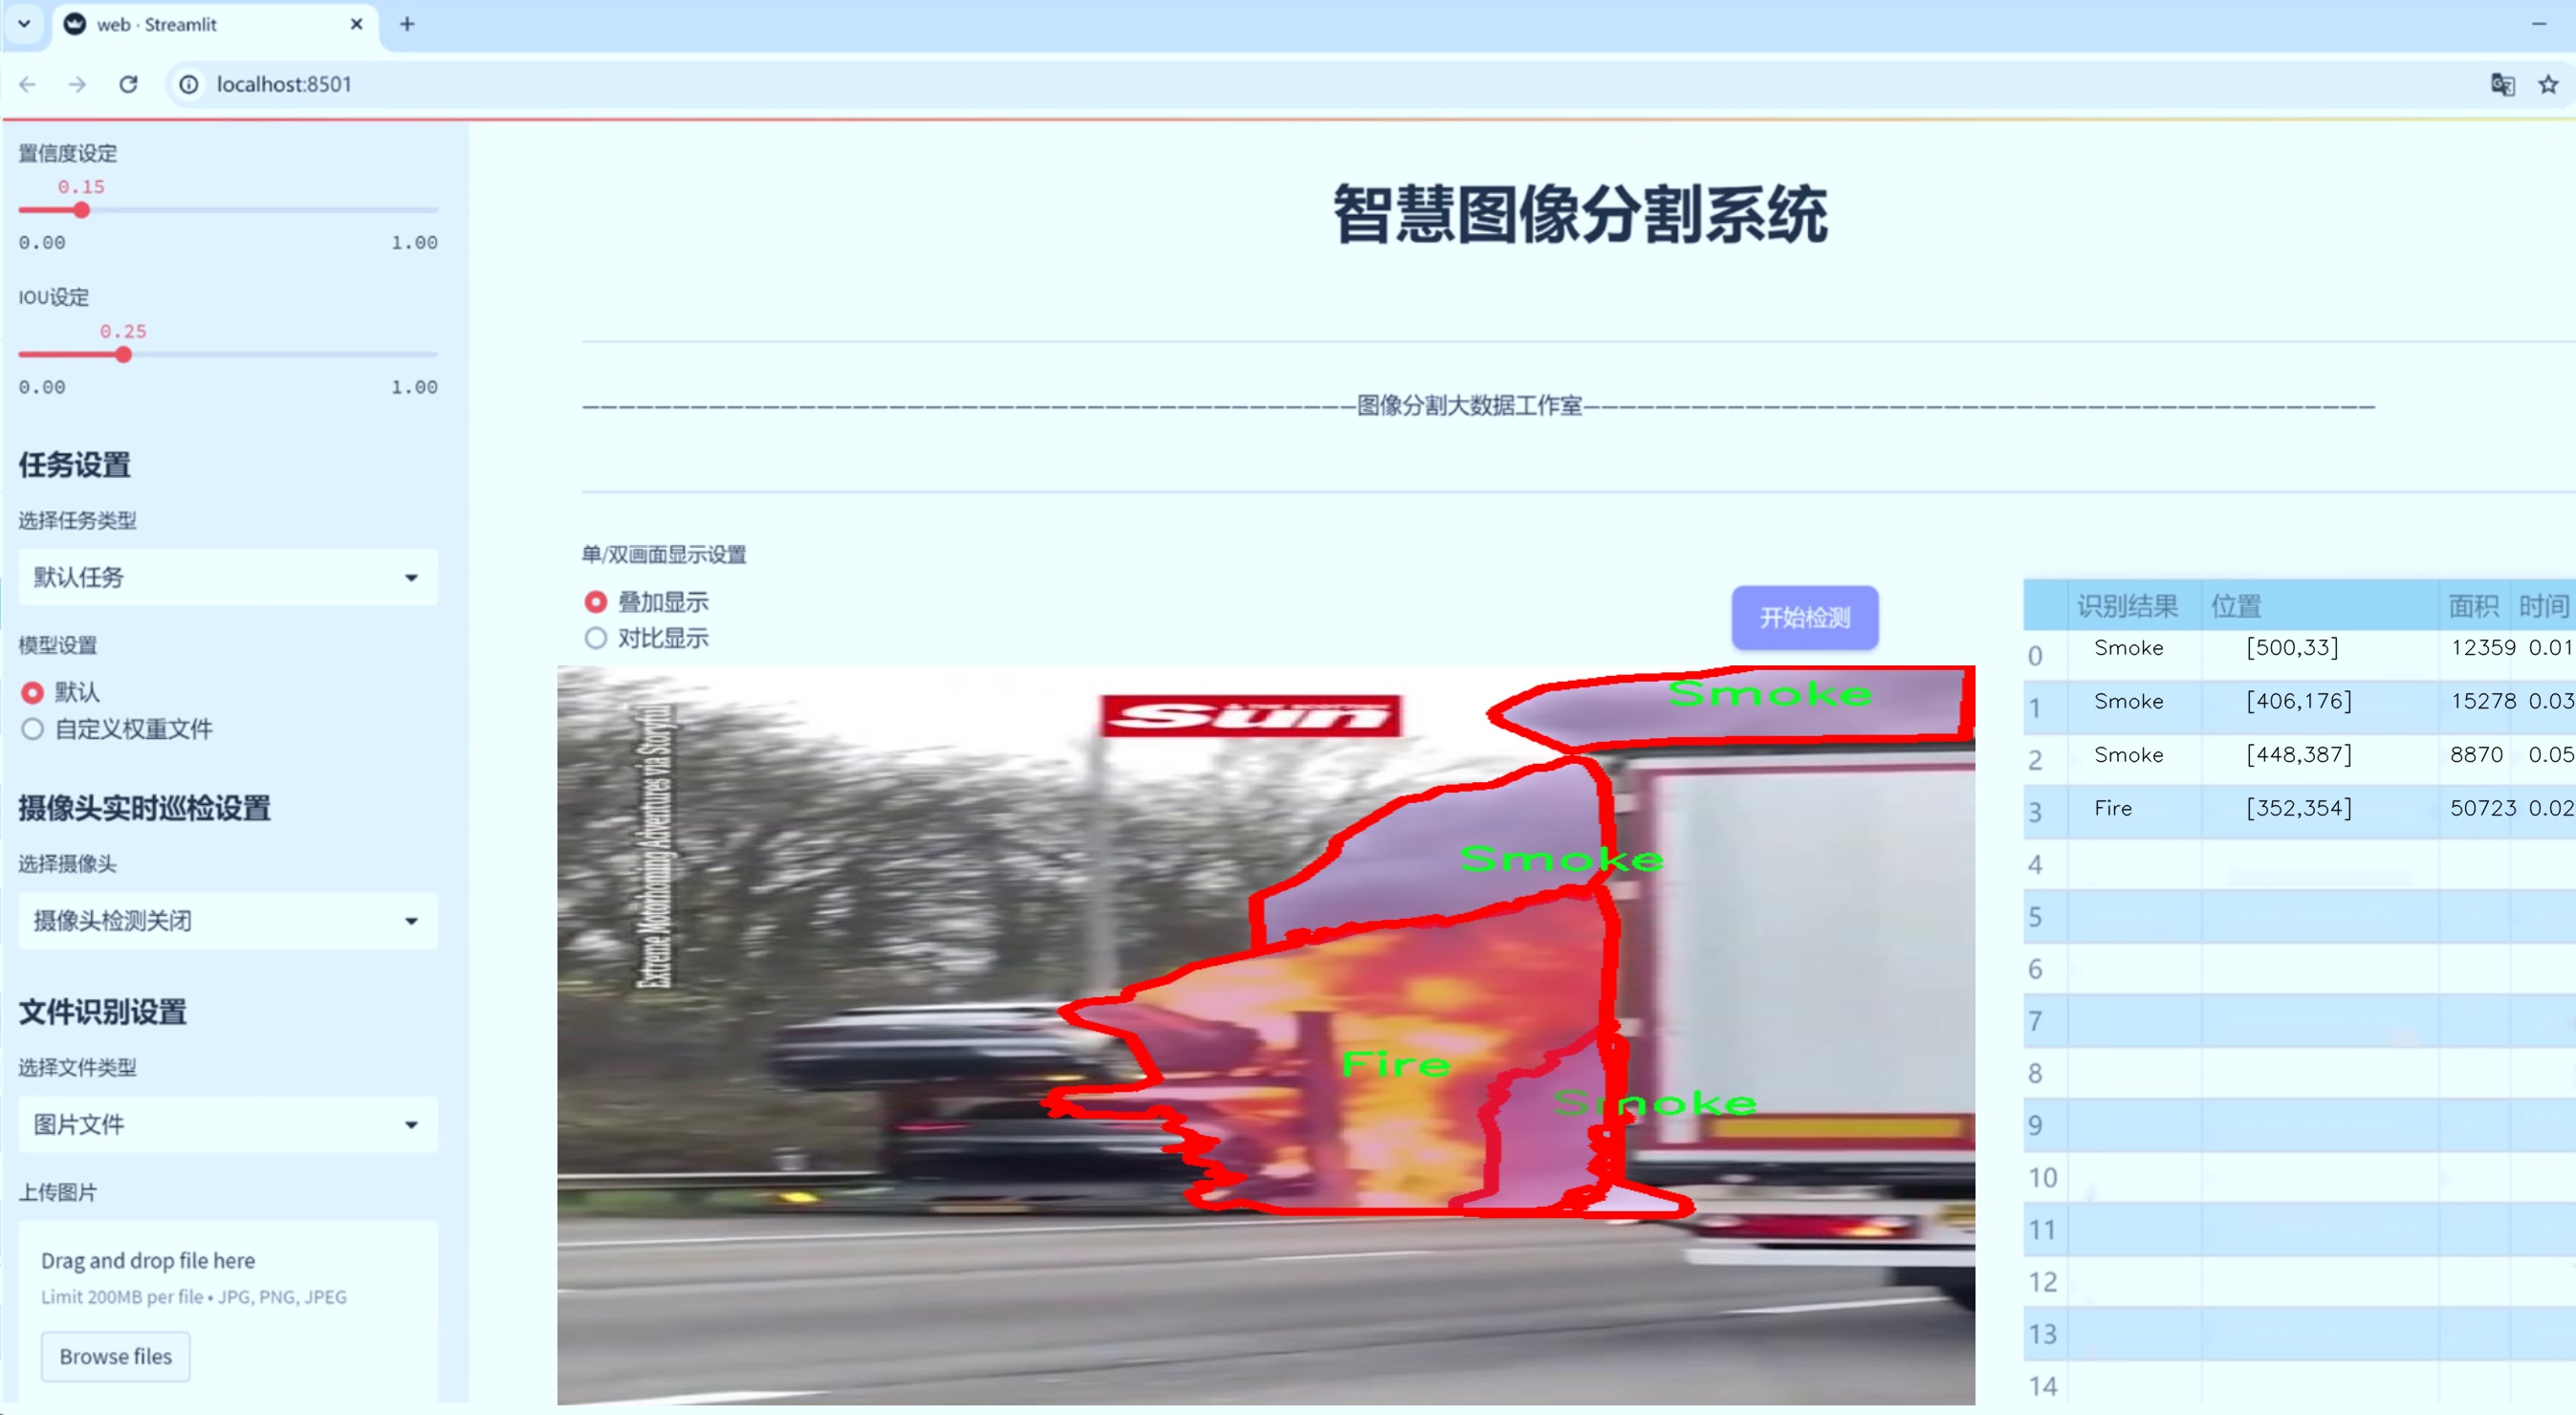 web · Streamlit
localhost:8501
置信度设定
0.15
0.00 1.00
IOU设定
0.25
0.00 1.00
任务设置
选择任务类型
默认任务
模型设置
默认
自定义权重文件
摄像头实时巡检设置
选择摄像头
摄像头检测关闭
文件识别设置
选择文件类型
图片文件
上传图片
Drag and drop file here
Limit 200MB per file • JPG, PNG, JPEG
Browse files
智慧图像分割系统
图像分割大数据工作室
单/双画面显示设置
叠加显示
对比显示
开始检测
Sun
Extreme Motorhoming Adventures via Storyful
Smoke
Smoke
Fire
Smoke
识别结果 位置 面积 时间
0 Smoke [500,33] 12359 0.01
1 Smoke [406,176] 15278 0.03
2 Smoke [448,387] 8870 0.05
3 Fire [352,354] 50723 0.02
4
5
6
7
8
9
10
11
12
13
14